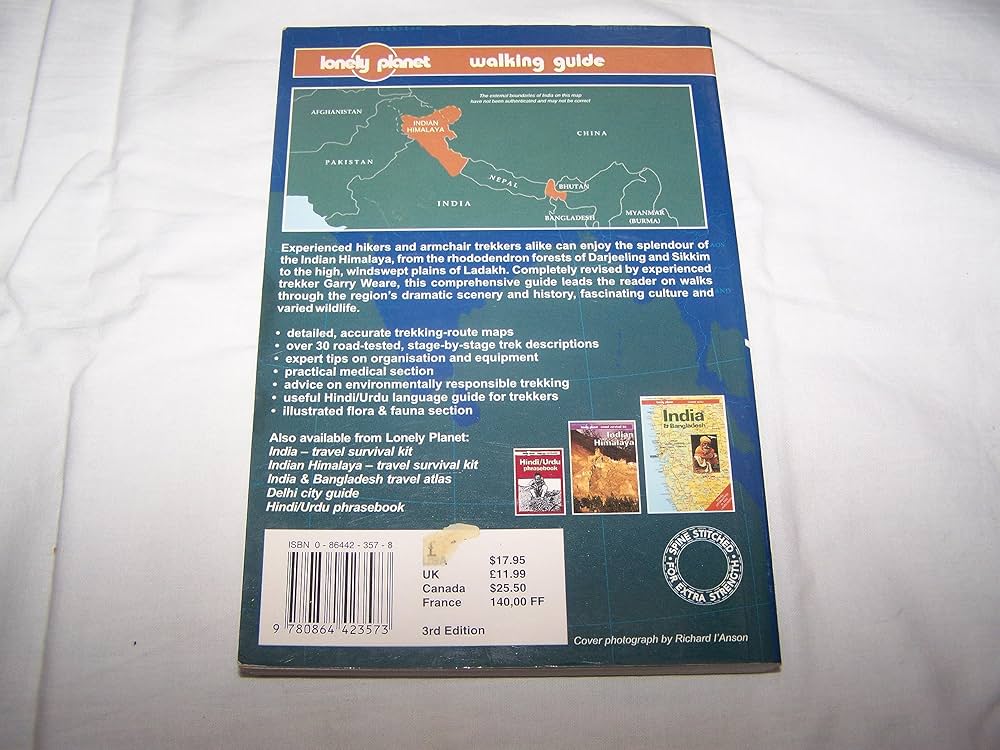 lonely planet walking guide
The external boundaries of India on this map
have not been authenticated and may not be correct
AFGHANISTAN
INDIAN
HIMALAYA
CHINA
PAKISTAN
NEPAL
BHUTAN
INDIA
BANGLADESH
MYANMAR
(BURMA)
Experienced hikers and armchair trekkers alike can enjoy the splendour of
the Indian Himalaya, from the rhododendron forests of Darjeeling and Sikkim
to the high, windswept plains of Ladakh. Completely revised by experienced
trekker Garry Weare, this comprehensive guide leads the reader on walks
through the region's dramatic scenery and history, fascinating culture and
varied wildlife.
• detailed, accurate trekking-route maps
• over 30 road-tested, stage-by-stage trek descriptions
• expert tips on organisation and equipment
• practical medical section
• advice on environmentally responsible trekking
• useful Hindi/Urdu language guide for trekkers
• illustrated flora & fauna section
Also available from Lonely Planet:
India – travel survival kit
Indian Himalaya – travel survival kit
India & Bangladesh travel atlas
Delhi city guide
Hindi/Urdu phrasebook
Hindi/Urdu
phrasebook
Indian
Himalaya
India
& Bangladesh
ISBN 0 - 86442 - 357 - 8
9 780864 423573
$17.95
UK £11.99
Canada $25.50
France 140,00 FF
3rd Edition
SPINE STITCHED
FOR EXTRA STRENGTH
Cover photograph by Richard I'Anson